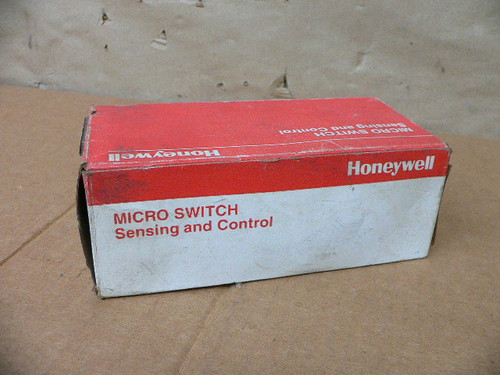 MICRO SWITCH
Sensing and Control
Honeywell
Honeywell
MICRO SWITCH
Sensing and Control